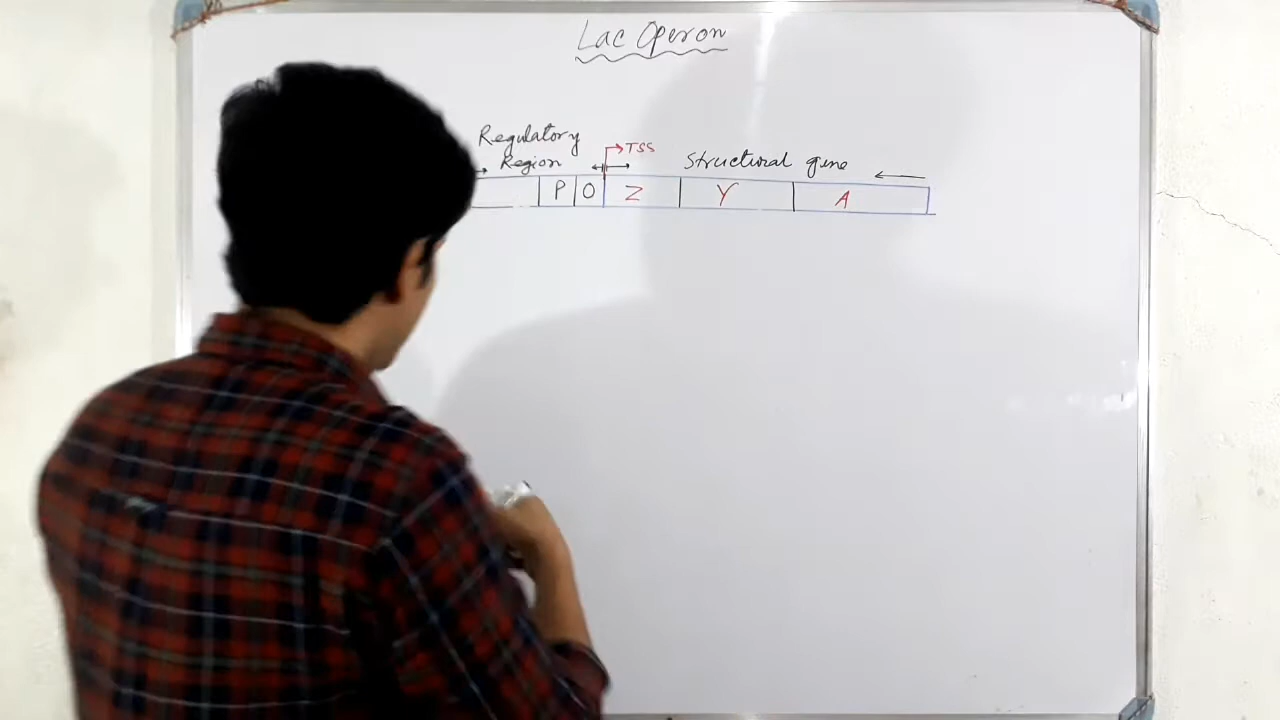 Lac Operon
Regulatory
Region
TSS
Structural gene
P O Z Y A